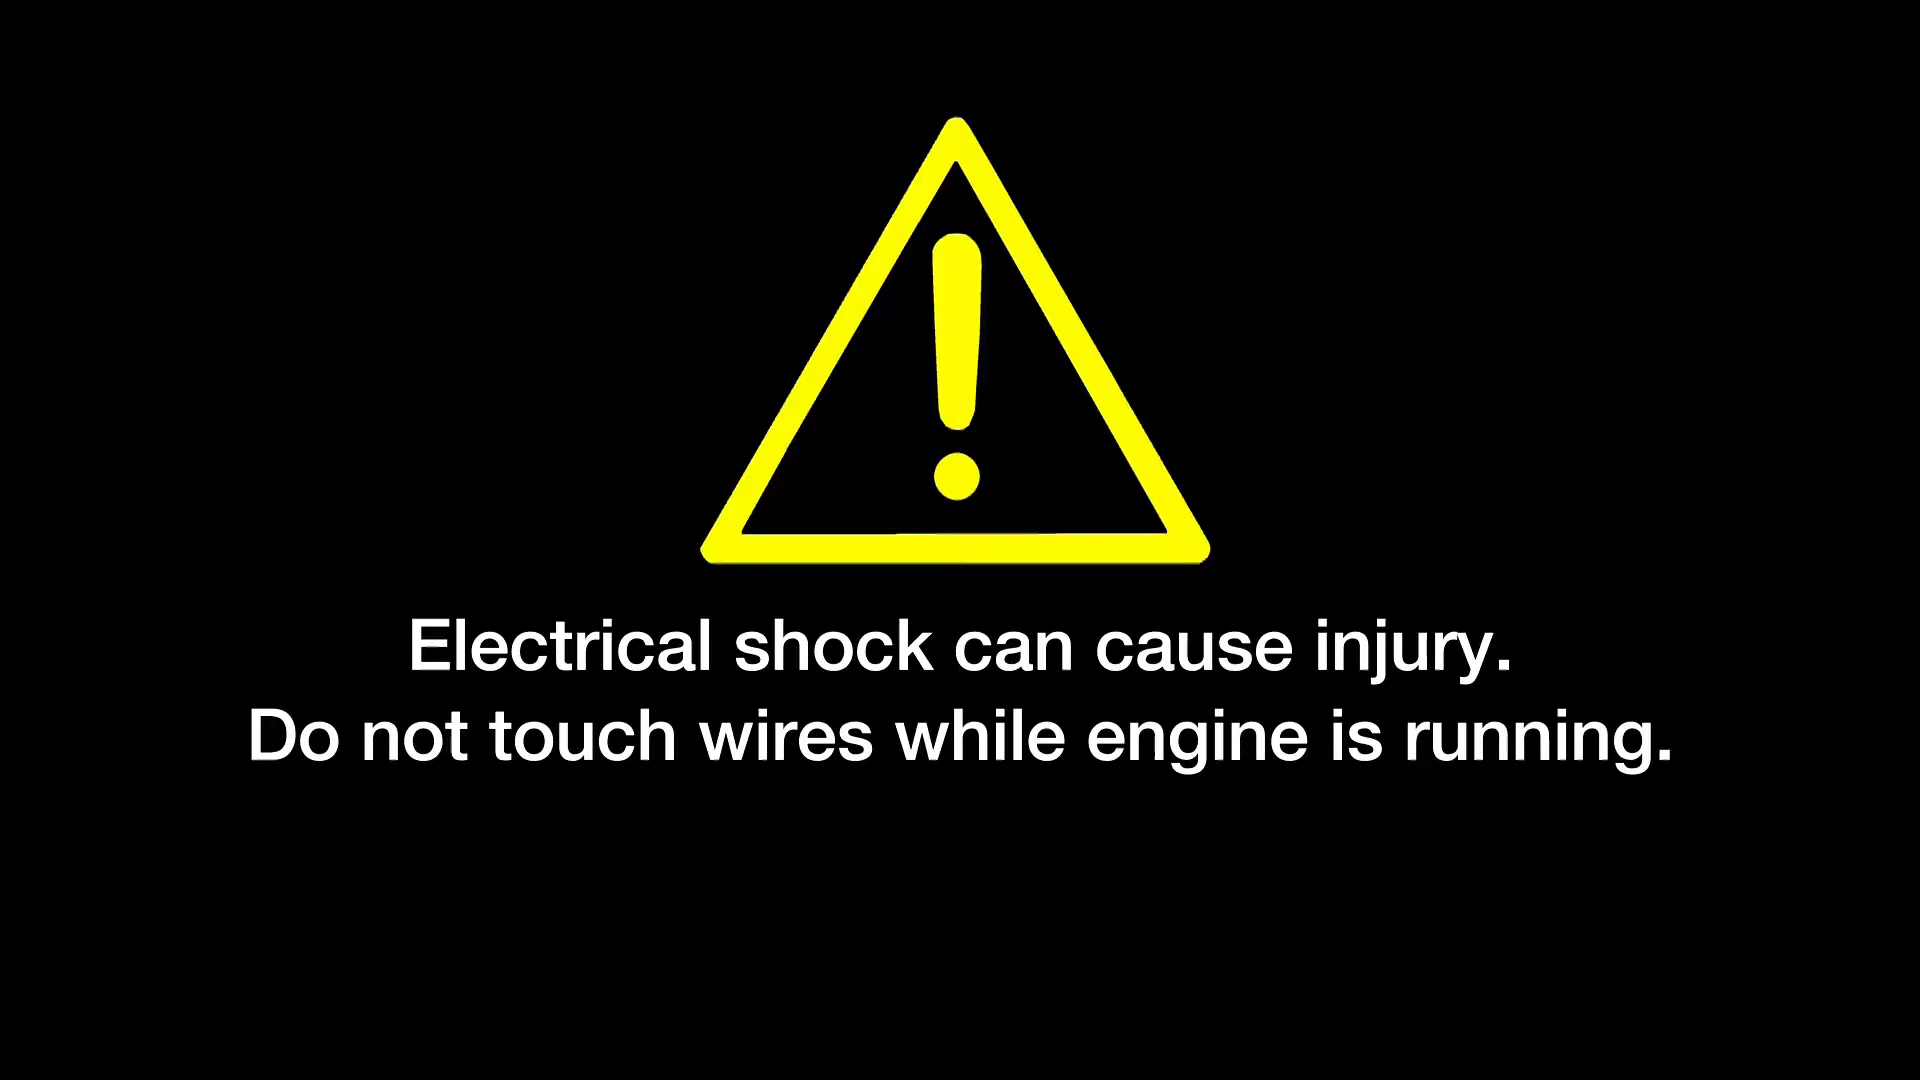 Electrical shock can cause injury.
Do not touch wires while engine is running.